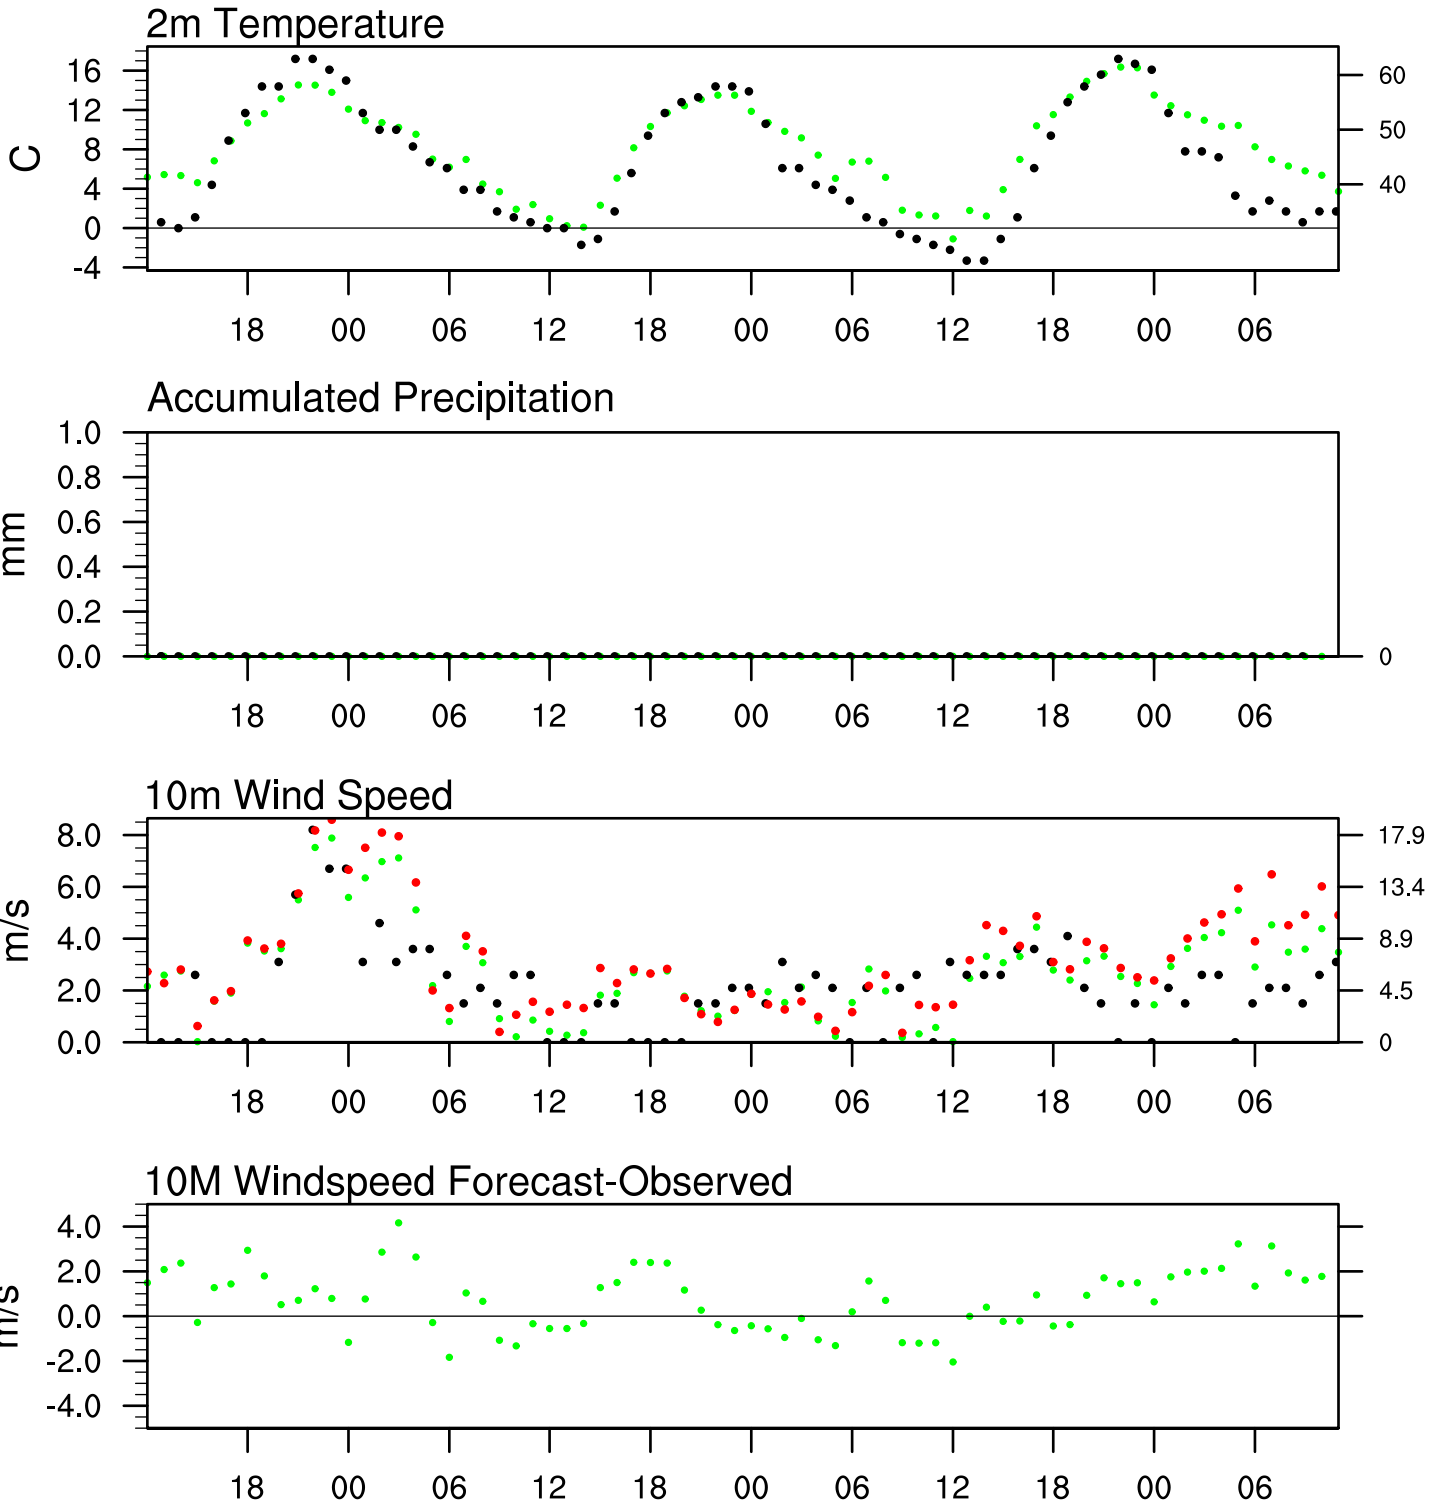 2m Temperature
16 60
12 50
C
8
4 40
0
-4
18 00 06 12 18 00 06 12 18 00 06
Accumulated Precipitation
1.0
0.8
0.6
mm
0.4
0.2
0.0 0
18 00 06 12 18 00 06 12 18 00 06
10m Wind Speed
8.0 17.9
6.0 13.4
m/s
4.0 8.9
2.0 4.5
0.0 0
18 00 06 12 18 00 06 12 18 00 06
10M Windspeed Forecast-Observed
4.0
2.0
m/s
0.0
-2.0
-4.0
18 00 06 12 18 00 06 12 18 00 06